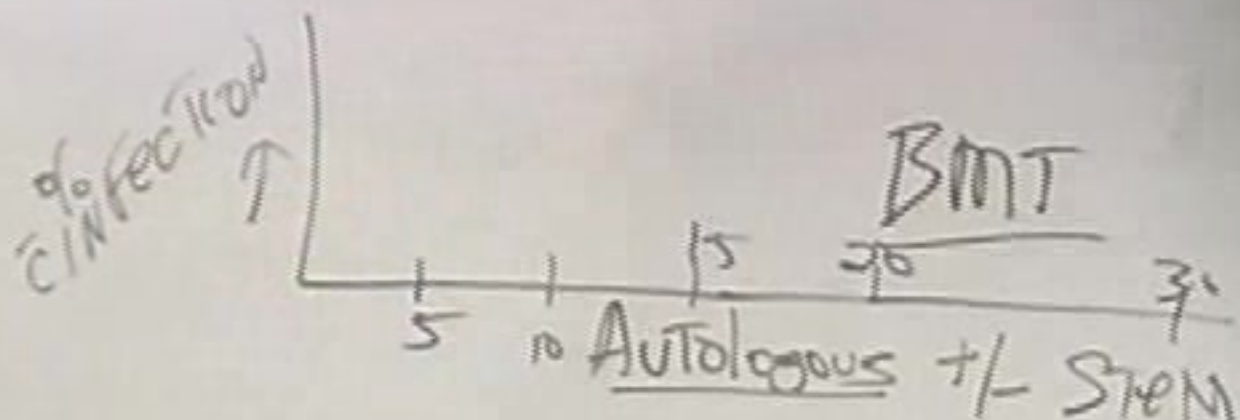 %
c̄ INFECTION
↑
BMT
5 10 15 20 30
Autologous +/- Stem